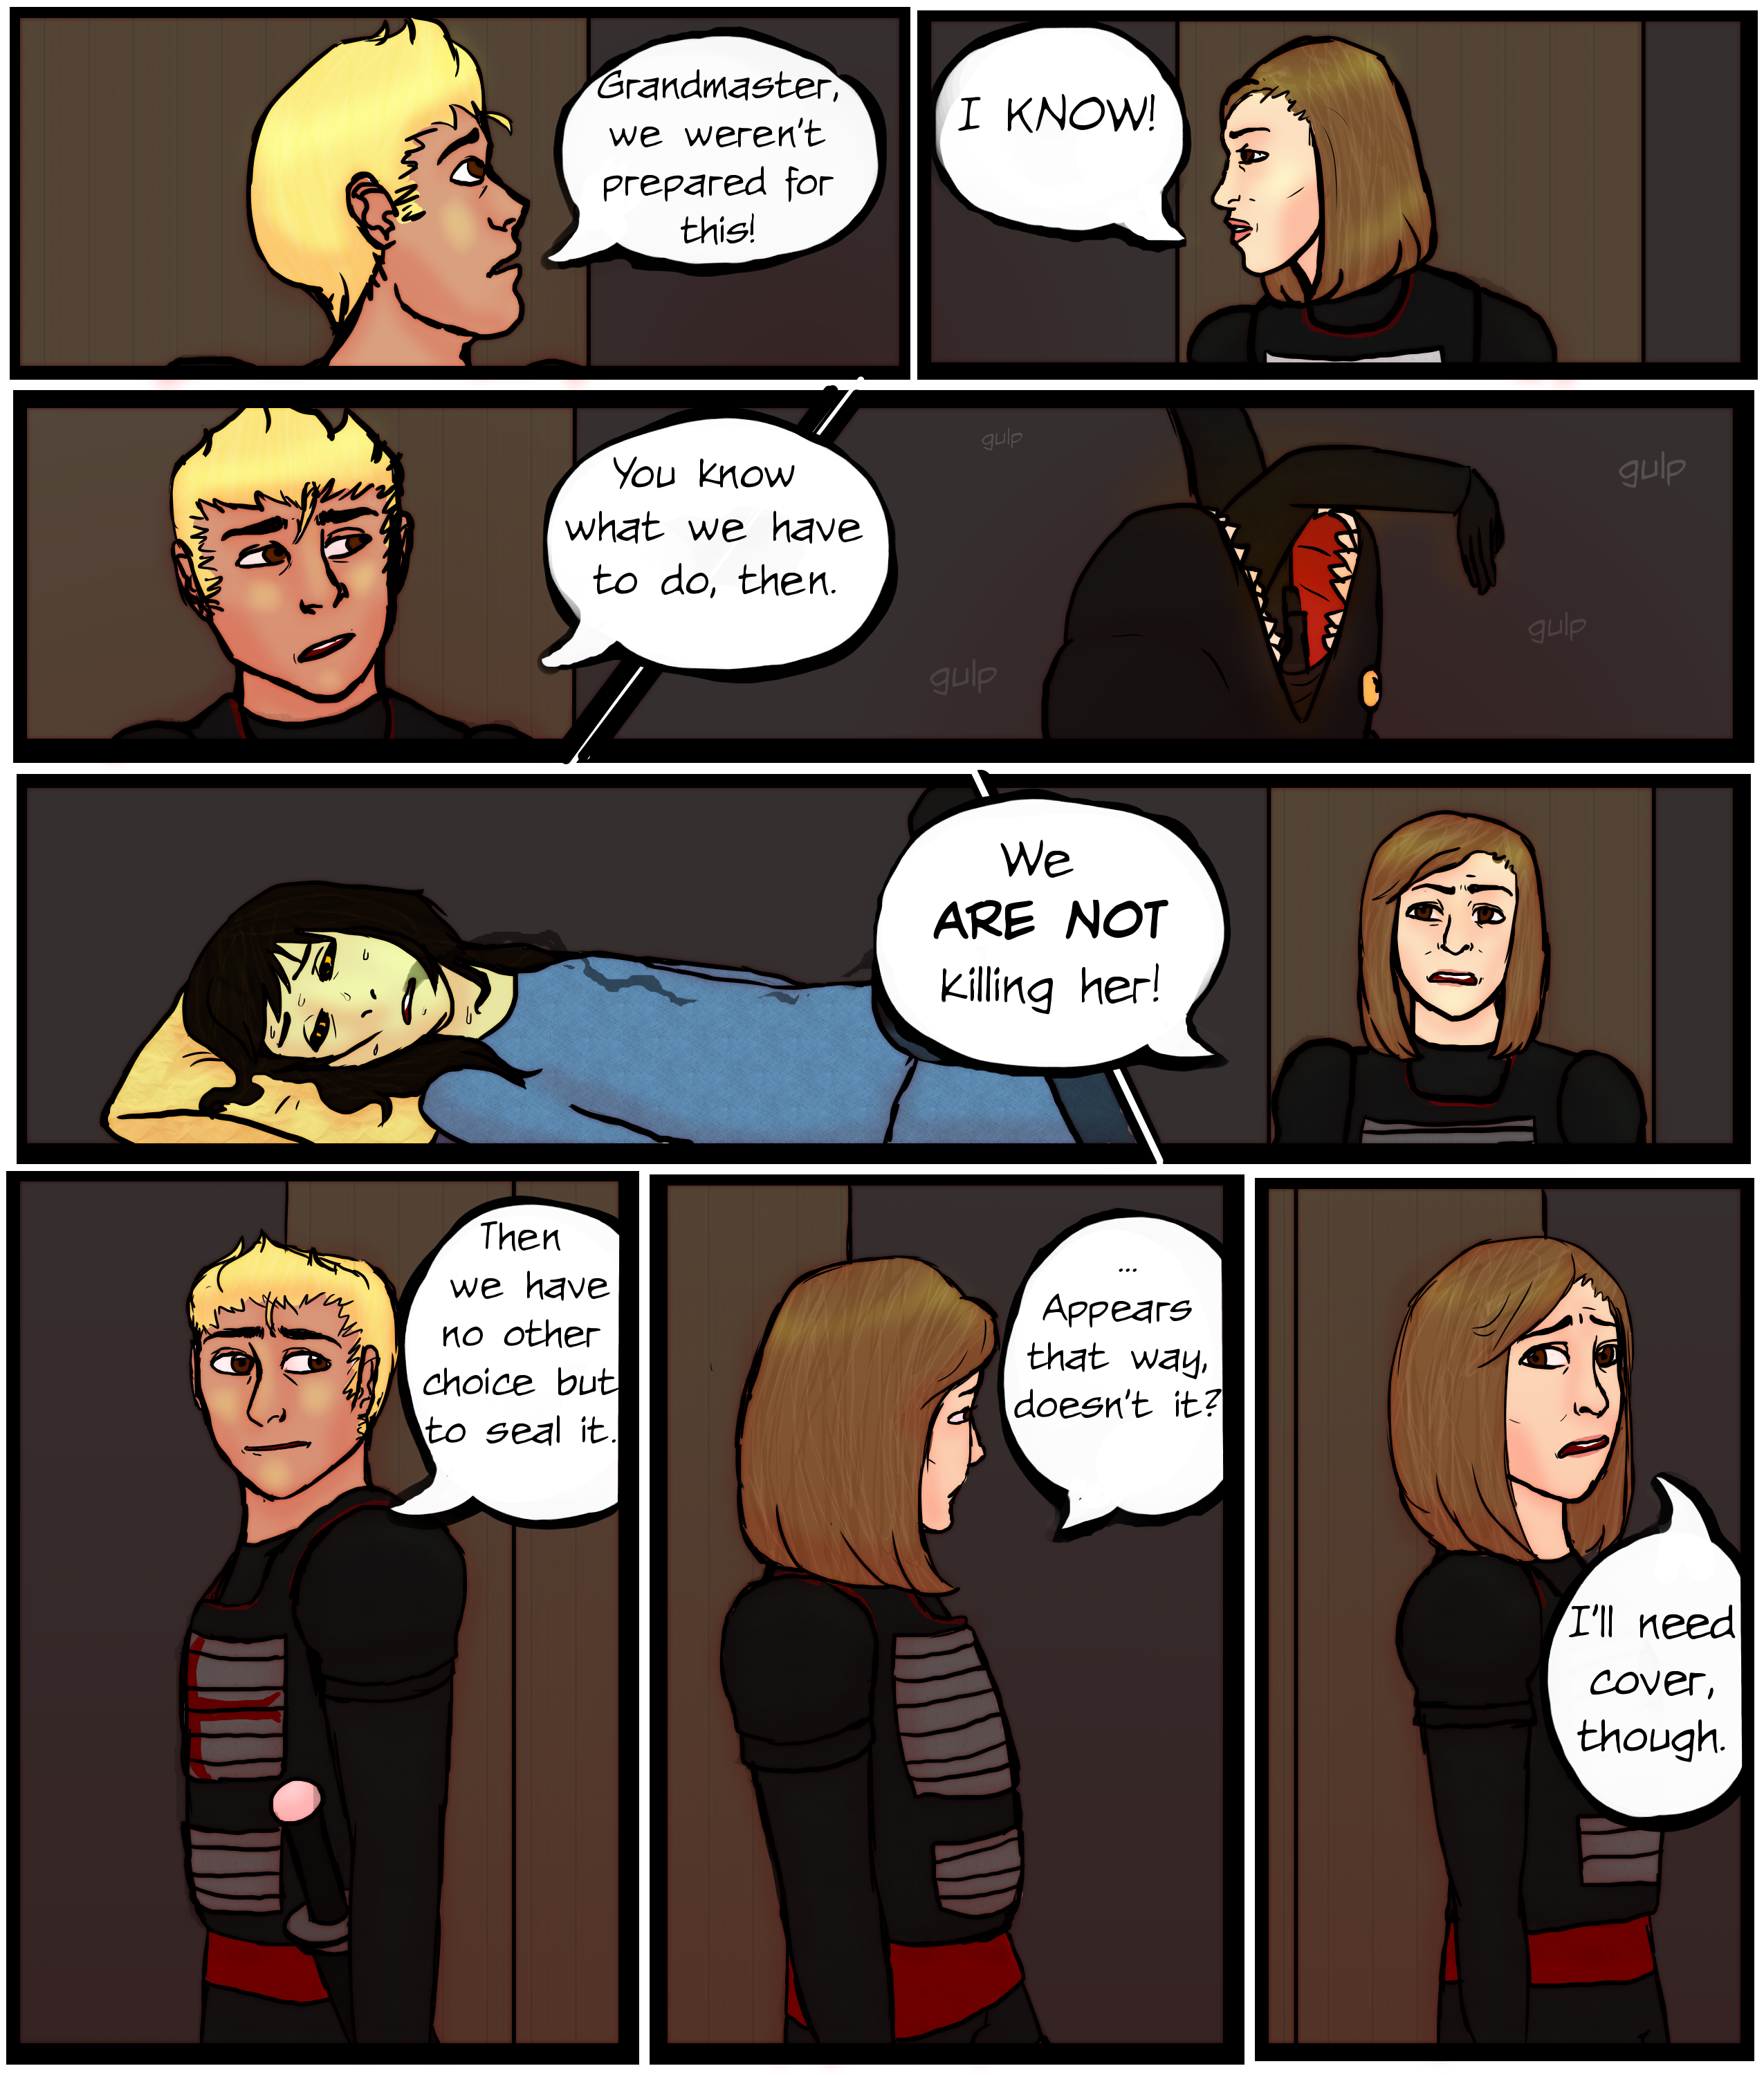 Grandmaster,
we weren't
prepared for
this!
I KNOW!
You know
what we have
to do, then.
gulp
gulp
gulp
gulp
We
ARE NOT
killing her!
Then
we have
no other
choice but
to seal it.
...
Appears
that way,
doesn't it?
I'll need
cover,
though.